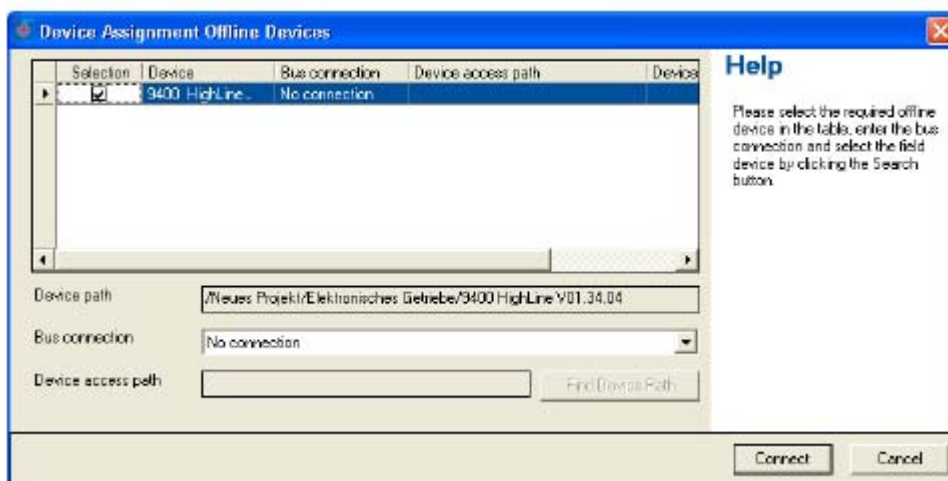 Device Assignment Offline Devices
Selection Device Bus connection Device access path Device
9400 HighLine... No connection
Device path
/Neues Projekt/Elektronisches Getriebe/9400 HighLine V01.34.04
Bus connection
No connection
Device access path
Find Device Path
Help
Please select the required offline
device in the table, enter the bus
connection and select the field
device by clicking the Search
button.
Connect
Cancel